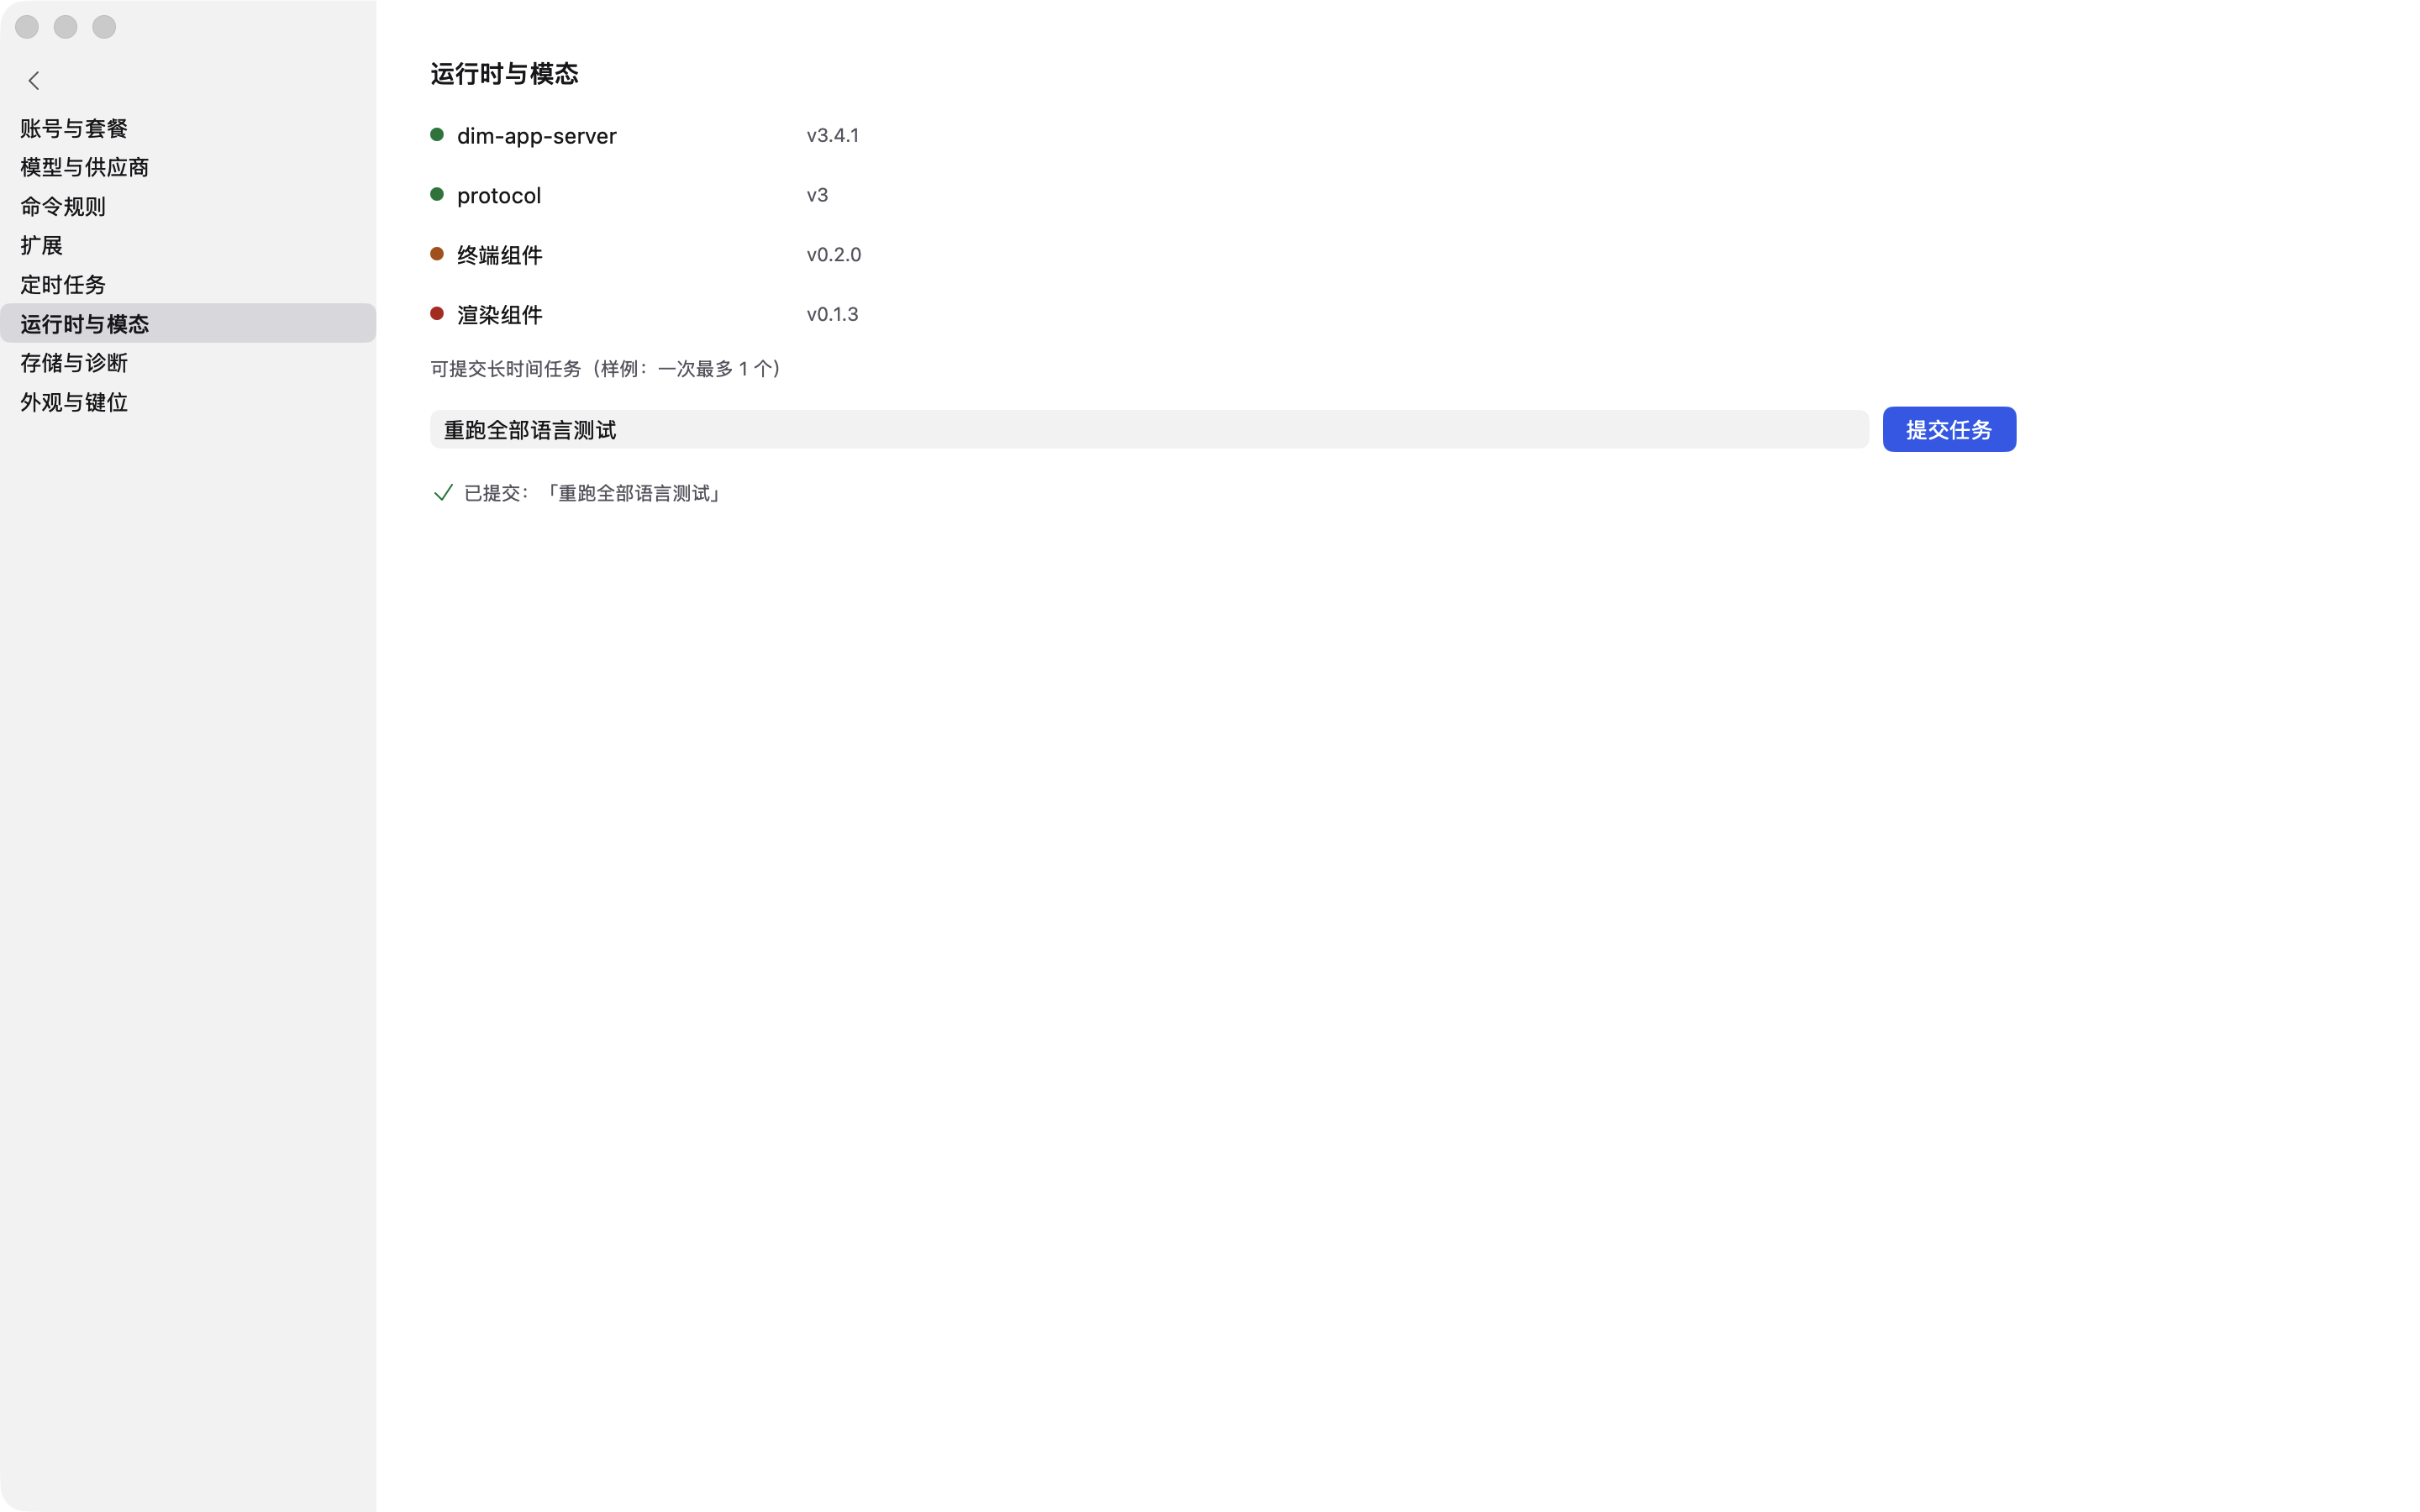 账号与套餐
模型与供应商
命令规则
扩展
定时任务
运行时与模态
存储与诊断
外观与键位
运行时与模态
dim-app-server v3.4.1
protocol v3
终端组件 v0.2.0
渲染组件 v0.1.3
可提交长时间任务（样例：一次最多 1 个）
重跑全部语言测试 提交任务
已提交：「重跑全部语言测试」